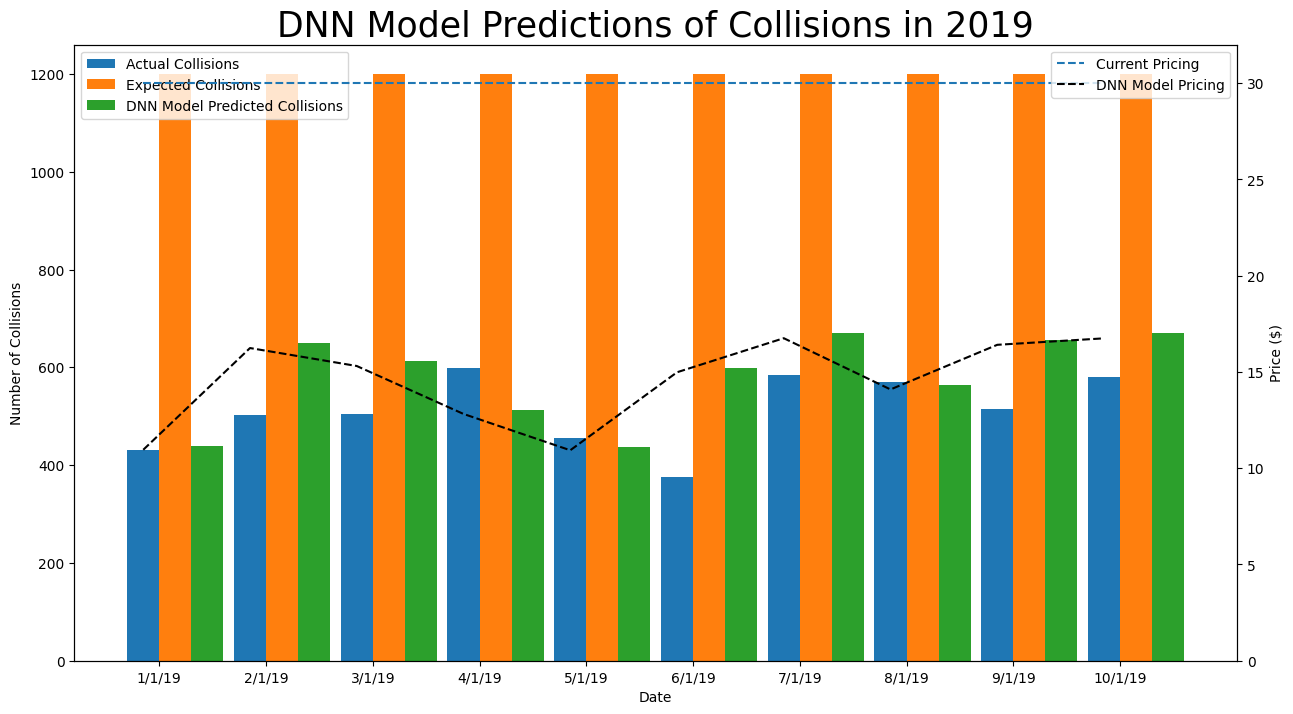 DNN Model Predictions of Collisions in 2019
Actual Collisions
Expected Collisions
DNN Model Predicted Collisions
Current Pricing
DNN Model Pricing
1200
1000
800
600
400
200
0
Number of Collisions
30
25
20
15
10
5
0
Price ($)
1/1/19 2/1/19 3/1/19 4/1/19 5/1/19 6/1/19 7/1/19 8/1/19 9/1/19 10/1/19
Date